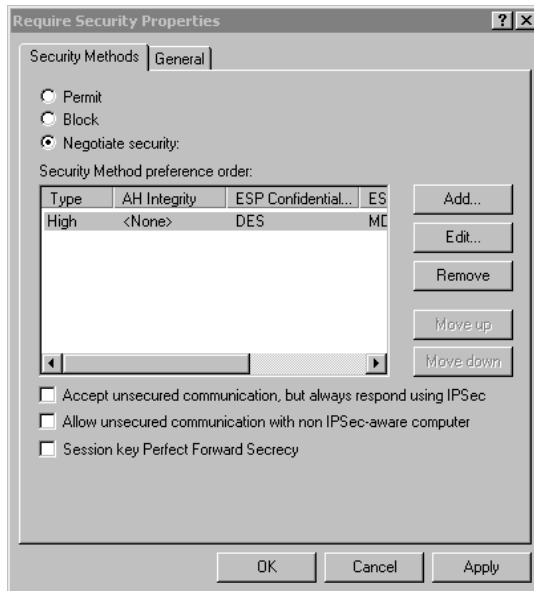 Require Security Properties
Security Methods General
Permit
Block
Negotiate security:
Security Method preference order:
Type AH Integrity ESP Confidential... ES
High <None> DES MD
Add...
Edit...
Remove
Move up
Move down
Accept unsecured communication, but always respond using IPSec
Allow unsecured communication with non IPSec-aware computer
Session key Perfect Forward Secrecy
OK Cancel Apply